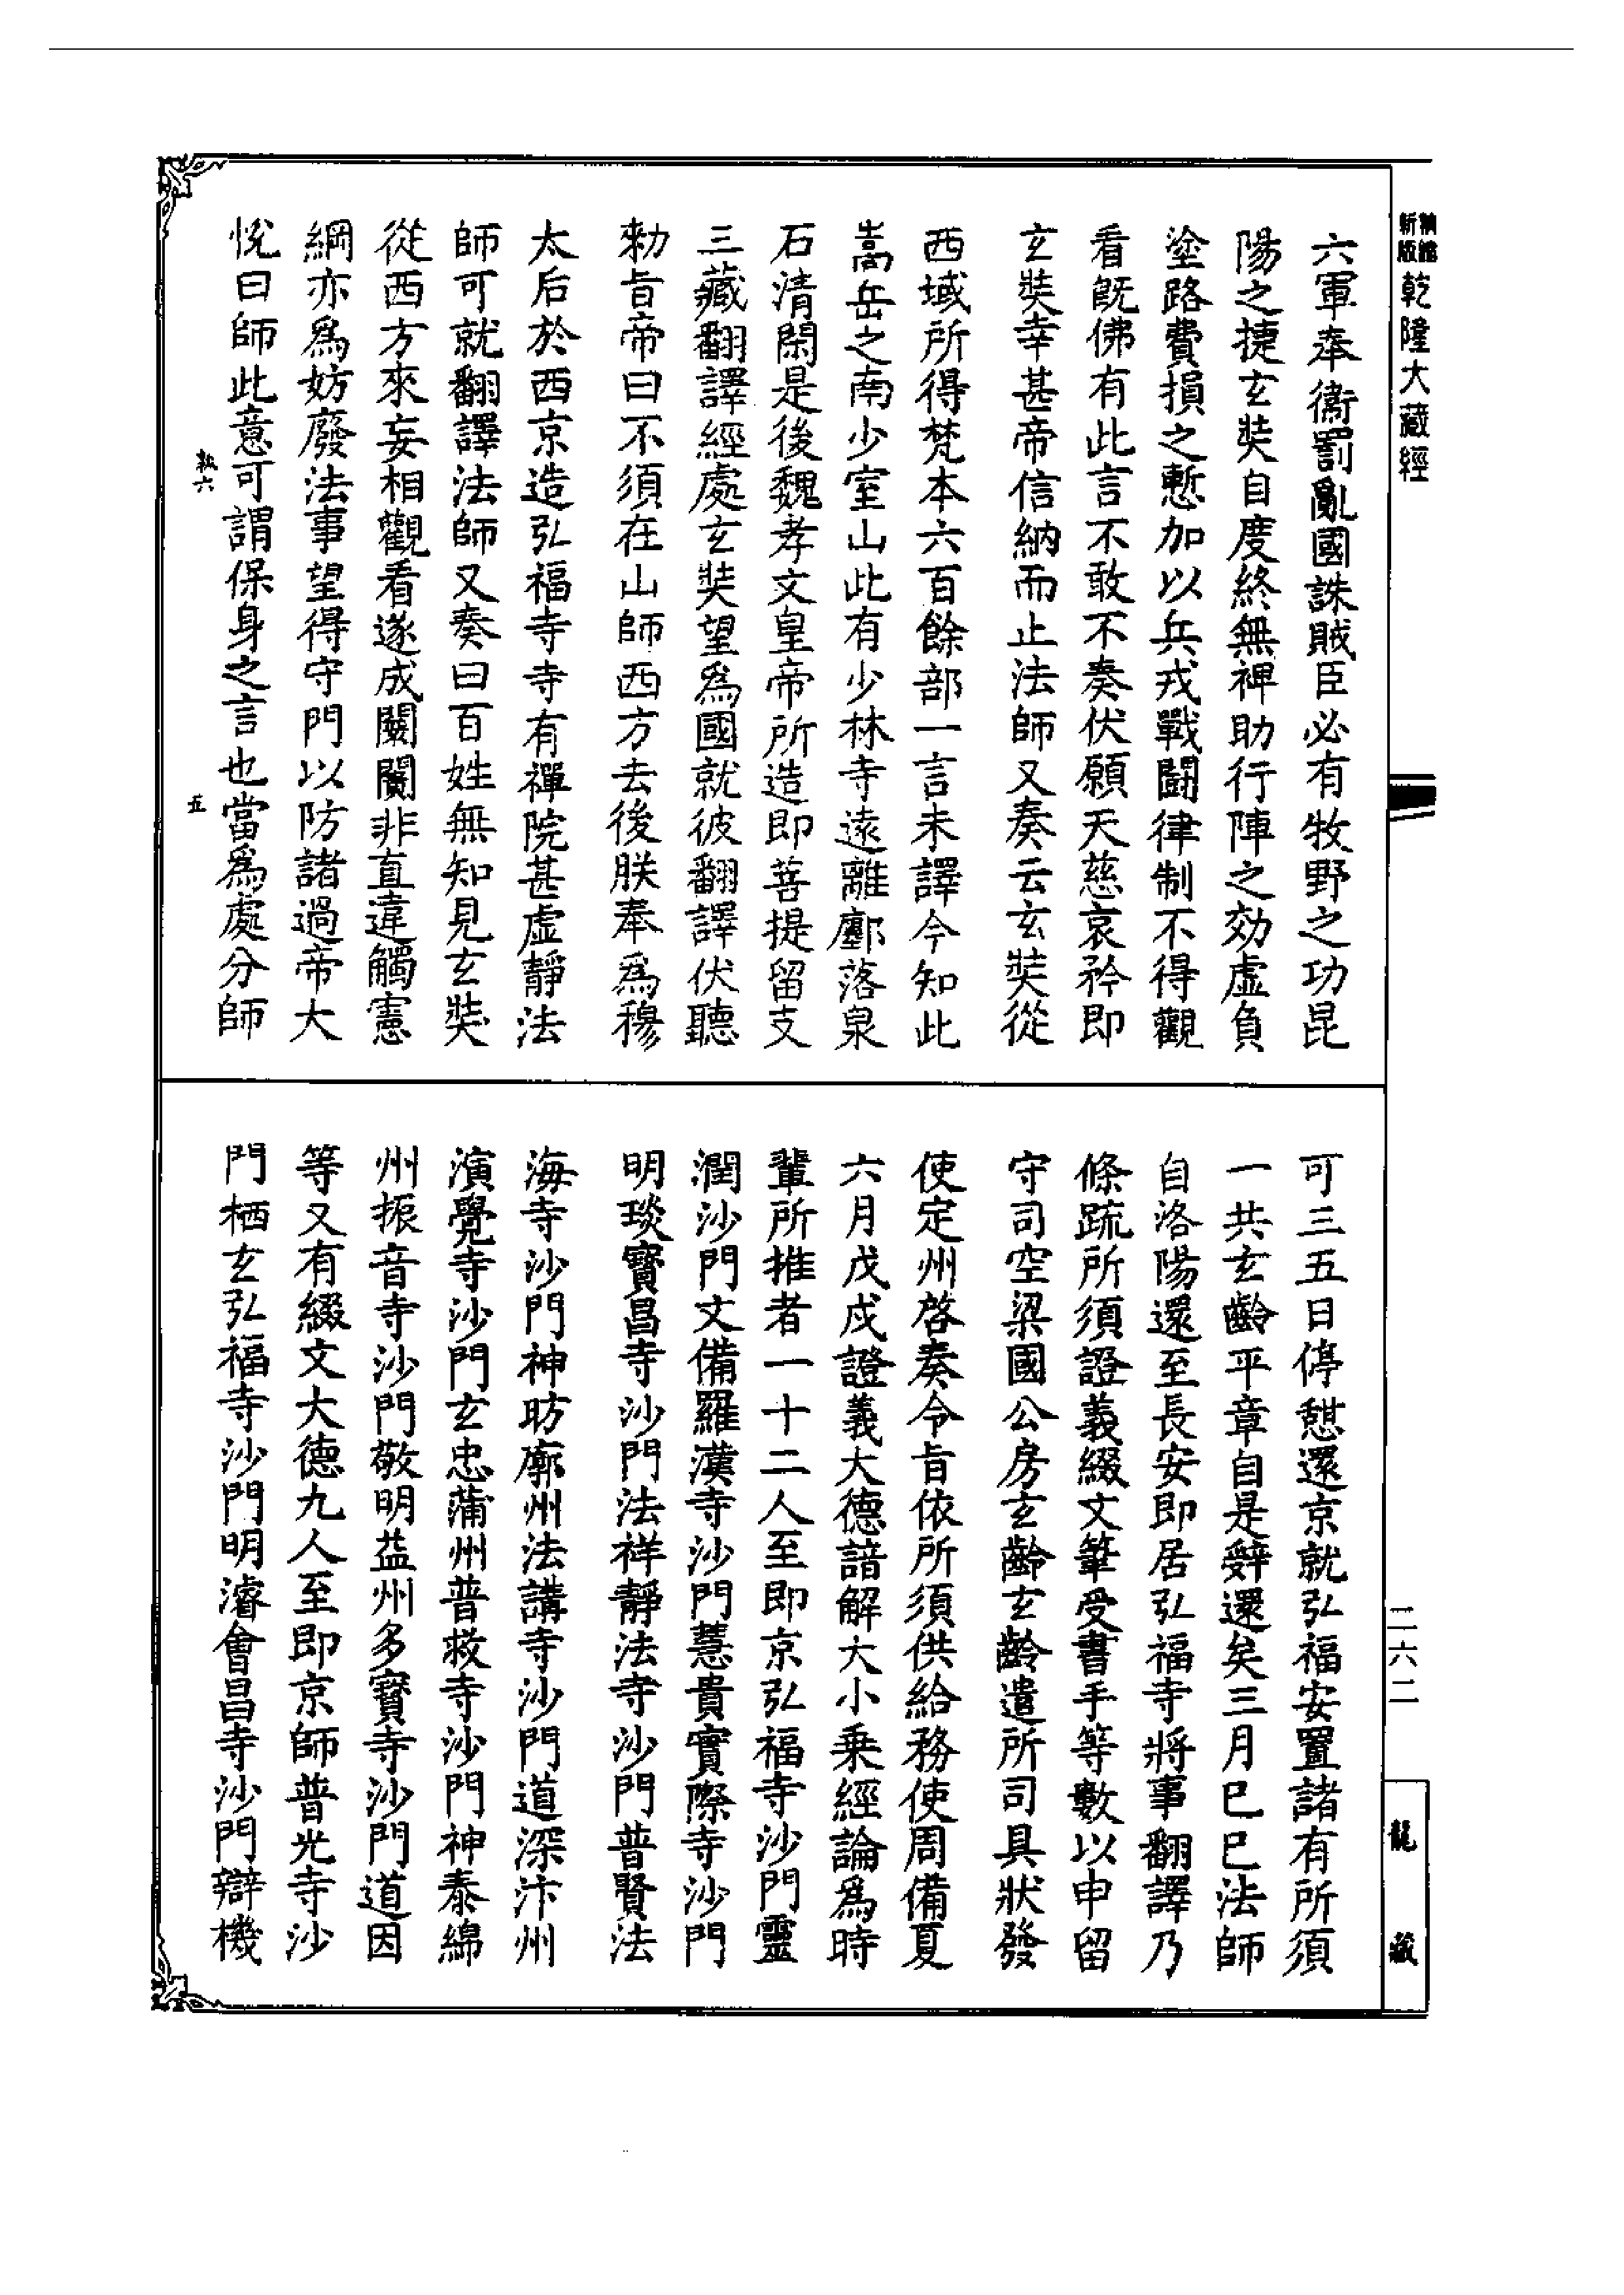 新版
精縮
乾隆大藏經
六軍奉衛罰亂國誅賊臣必有牧野之功昆
陽之捷玄奘自度終無裨助行陣之効虛負
塗路費損之慙加以兵戎戰鬬律制不得觀
看既佛有此言不敢不奏伏願天慈哀矜即
玄奘幸甚帝信納而止法師又奏云玄奘從
西域所得梵本六百餘部一言未譯今知此
嵩岳之南少室山此有少林寺遠離鄽落泉
石清閑是後魏孝文皇帝所造即菩提留支
三藏翻譯經處玄奘望為國就彼翻譯伏聽
勅旨帝曰不須在山師西方去後朕奉為穆
太后於西京造弘福寺寺有禪院甚虛靜法
師可就翻譯法師又奏曰百姓無知見玄奘
從西方來妄相觀看遂成闤闠非直違觸憲
綱亦為妨廢法事望得守門以防諸過帝大
悅曰師此意可謂保身之言也當為處分師
執六
五
可三五日停憇還京就弘福安置諸有所須
一共玄齡平章自是辭還矣三月巳巳法師
自洛陽還至長安即居弘福寺將事翻譯乃
條疏所須證義綴文筆受書手等數以申留
守司空梁國公房玄齡玄齡遣所司具狀發
使定州啓奏令旨依所須供給務使周備夏
六月戊戌證義大德諳解大小乘經論為時
輩所推者一十二人至即京弘福寺沙門靈
潤沙門文備羅漢寺沙門慧貴實際寺沙門
明琰寶昌寺沙門法祥靜法寺沙門普賢法
海寺沙門神昉廓州法講寺沙門道深汴州
演覺寺沙門玄忠蒲州普救寺沙門神泰綿
州振音寺沙門敬明益州多寶寺沙門道因
等又有綴文大德九人至即京師普光寺沙
門栖玄弘福寺沙門明濬會昌寺沙門辯機
二六二
龍藏